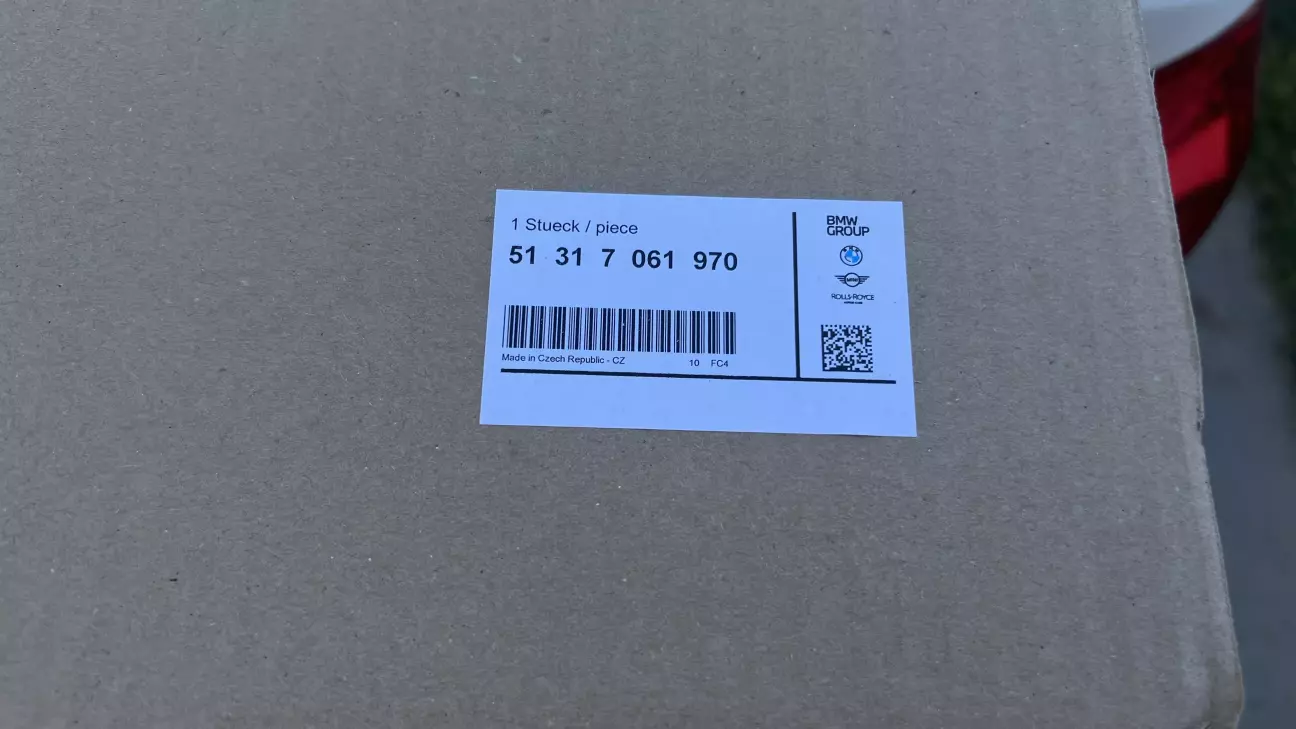 1 Stueck / piece
51 31 7 061 970
Made in Czech Republic - CZ 10 FC4
BMW
GROUP
MINI
ROLLS-ROYCE